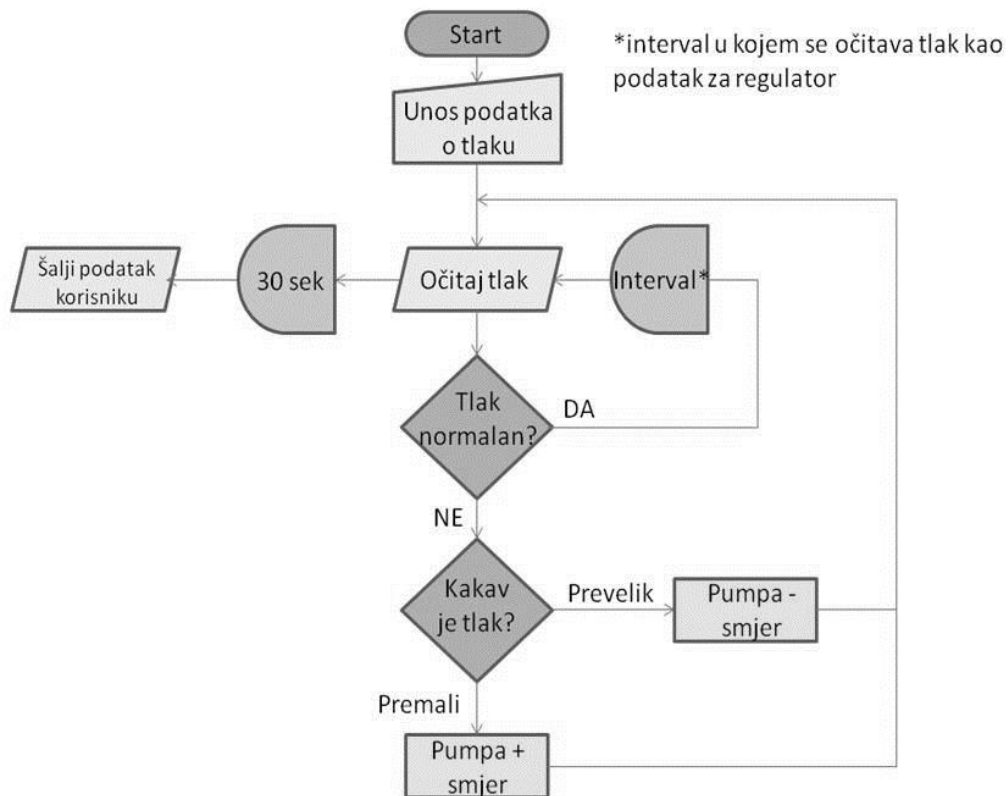 Start
*interval u kojem se očitava tlak kao
podatak za regulator
Unos podatka
o tlaku
Šalji podatak
korisniku
30 sek
Očitaj tlak
Interval*
Tlak
normalan?
DA
NE
Kakav
je tlak?
Prevelik
Pumpa -
smjer
Premali
Pumpa +
smjer